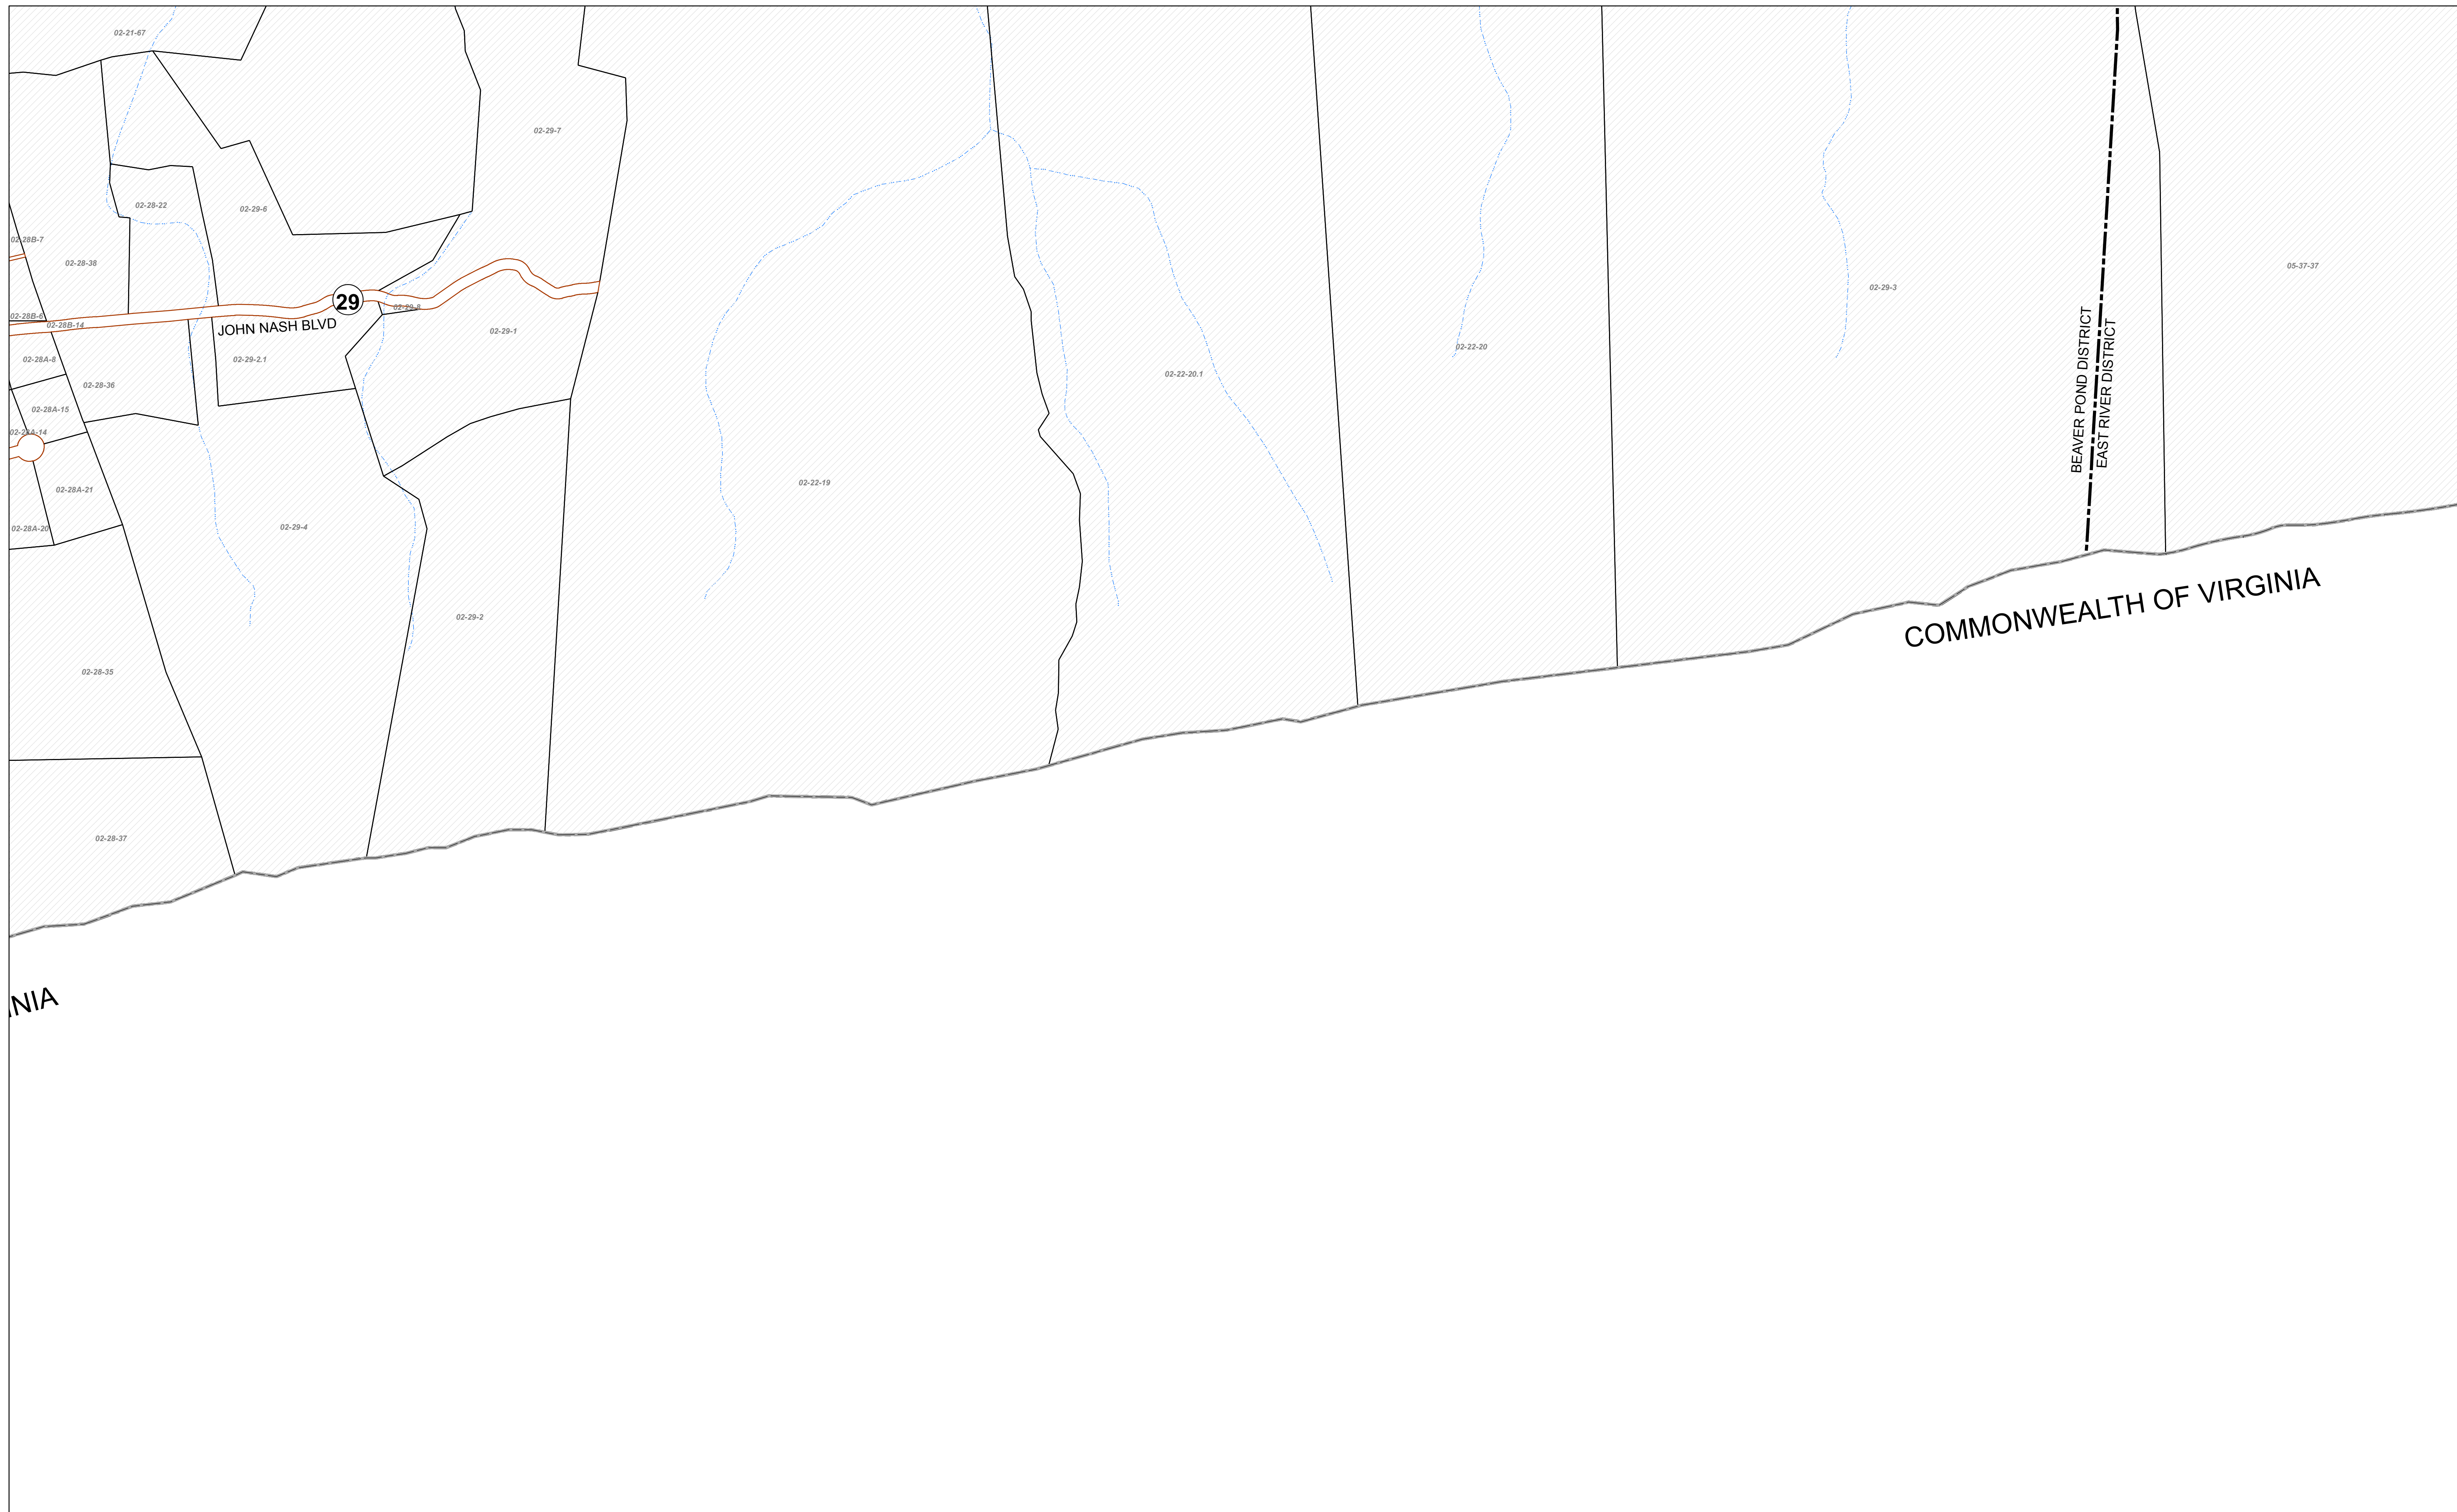 02-21-67
02-29-7
02-28-22
02-29-6
02-28B-7
02-28-38
05-37-37
02-29-3
29
02-29-8
02-28B-6
02-28B-14
JOHN NASH BLVD
02-29-1
02-22-20
02-28A-8
02-29-2.1
02-22-20.1
02-28-36
BEAVER POND DISTRICT
EAST RIVER DISTRICT
02-28A-15
02-28A-14
02-22-19
02-28A-21
02-28A-20
02-29-4
COMMONWEALTH OF VIRGINIA
02-29-2
02-28-35
02-28-37
INIA